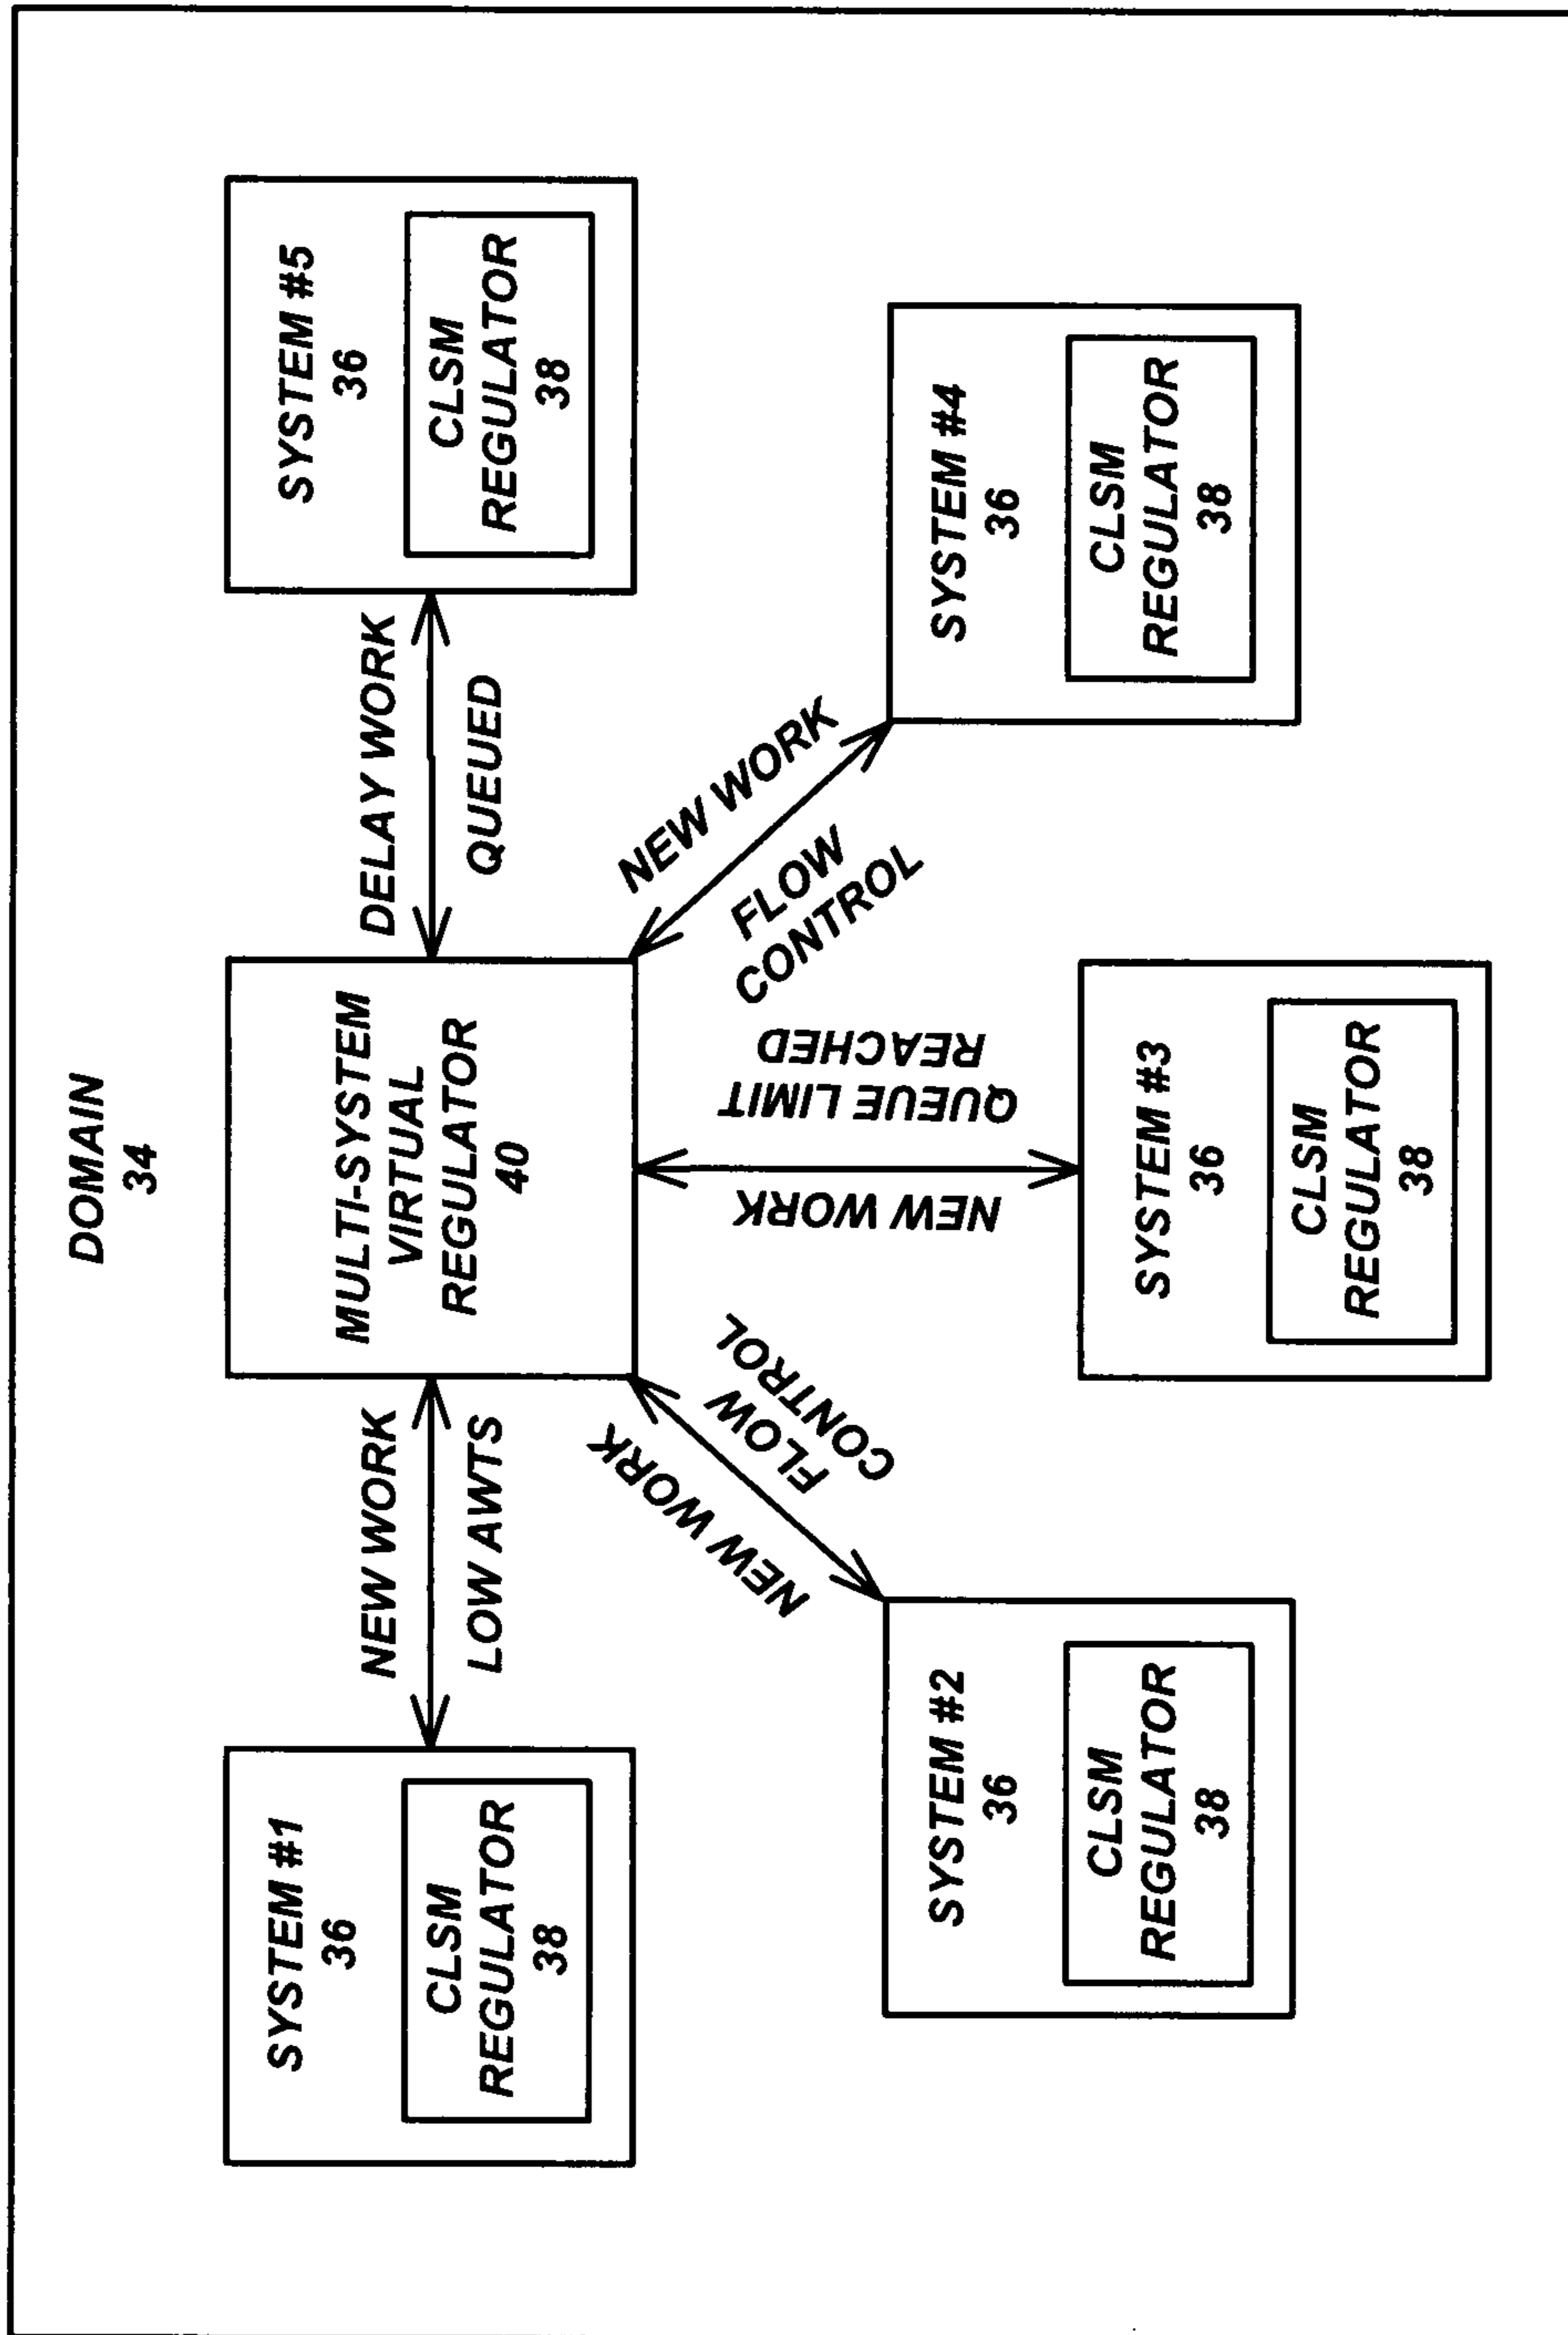 DOMAIN
34
SYSTEM #1
36
CLSM
REGULATOR
38
NEW WORK
LOW AWTS
MULTI-SYSTEM
VIRTUAL
REGULATOR
40
DELAY WORK
QUEUED
SYSTEM #5
36
CLSM
REGULATOR
38
NEW WORK
FLOW
CONTROL
NEW WORK
QUEUE LIMIT
REACHED
NEW WORK
FLOW
CONTROL
SYSTEM #2
36
CLSM
REGULATOR
38
SYSTEM #3
36
CLSM
REGULATOR
38
SYSTEM #4
36
CLSM
REGULATOR
38